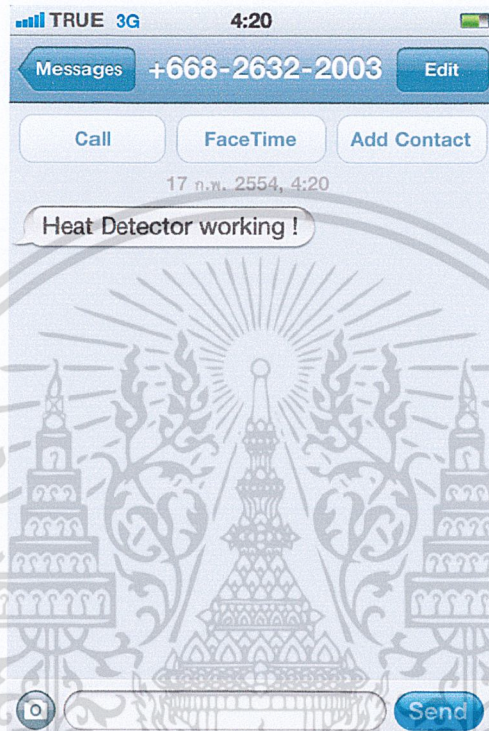 TRUE 3G 4:20
Messages +668-2632-2003 Edit
Call FaceTime Add Contact
17 ก.พ. 2554, 4:20
Heat Detector working !
Send